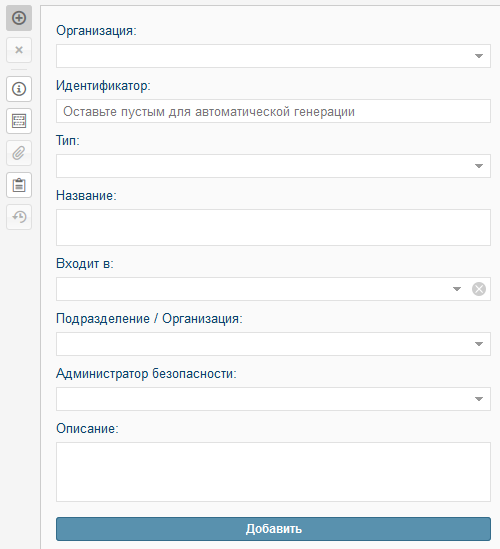 Организация:
Идентификатор:
Оставьте пустым для автоматической генерации
Тип:
Название:
Входит в:
Подразделение / Организация:
Администратор безопасности:
Описание:
Добавить